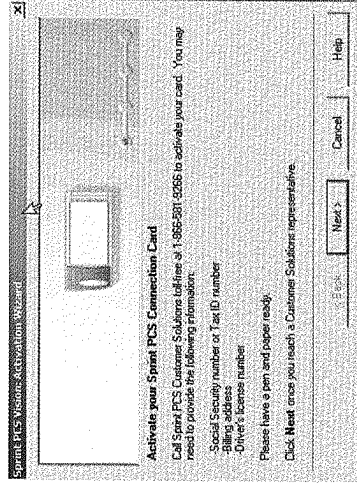 Sprint PCS Vision: Activation Wizard
Activate your Sprint PCS Connection Card
Call Sprint PCS Customer Solutions toll-free at 1-866-581-9266 to activate your card. You may
need to provide the following information:
-Social Security number or Tax ID number
-Billing address
-Driver's license number
Please have a pen and paper ready.
Click Next once you reach a Customer Solutions representative.
< Back
Next >
Cancel
Help